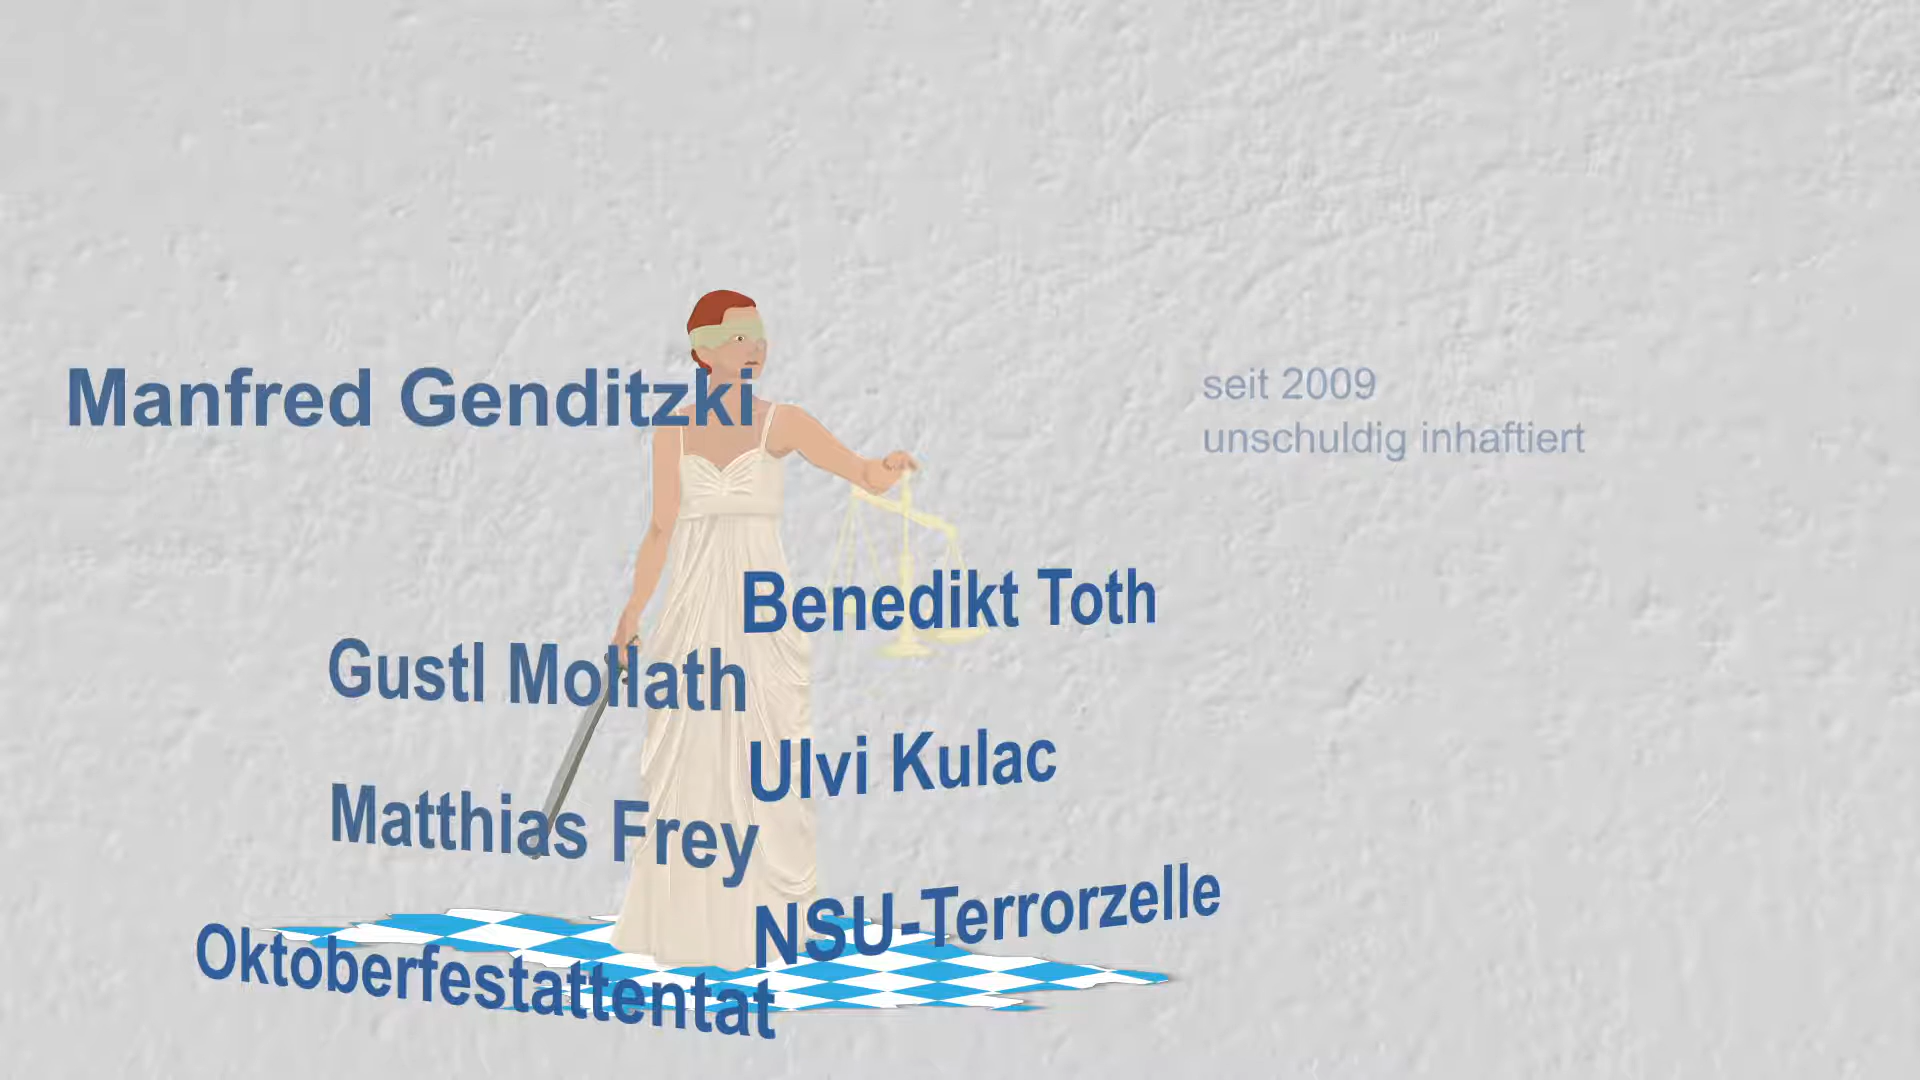 Manfred Genditzki
seit 2009
unschuldig inhaftiert
Benedikt Toth
Gustl Mollath
Ulvi Kulac
Matthias Frey
NSU-Terrorzelle
Oktoberfestattentat